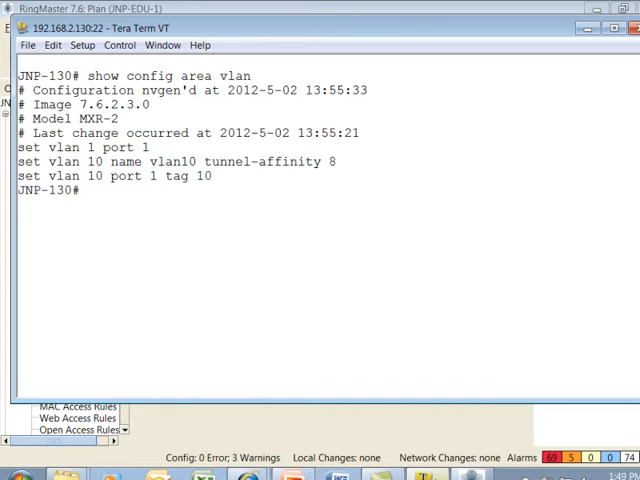 RingMaster 7.6: Plan (JNP-EDU-1)
192.168.2.130:22 - Tera Term VT
File Edit Setup Control Window Help
JNP-130# show config area vlan
# Configuration nvgen'd at 2012-5-02 13:55:33
# Image 7.6.2.3.0
# Model MXR-2
# Last change occurred at 2012-5-02 13:55:21
set vlan 1 port 1
set vlan 10 name vlan10 tunnel-affinity 8
set vlan 10 port 1 tag 10
JNP-130#
MAC Access Rules
Web Access Rules
Open Access Rules
Config: 0 Error; 3 Warnings Local Changes: none Network Changes: none Alarms 69 5 0 0 74
1:49 PM